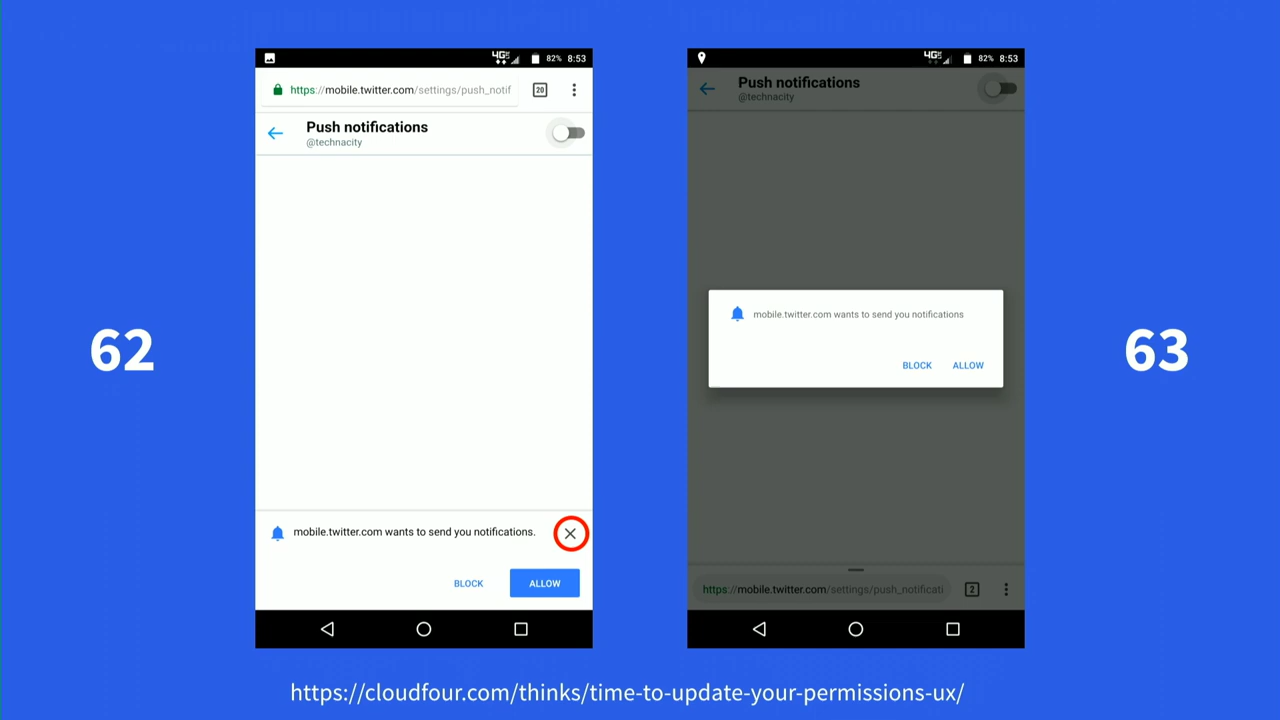 62
4G 82% 8:53
https://mobile.twitter.com/settings/push_notif
20
Push notifications
@technacity
mobile.twitter.com wants to send you notifications.
BLOCK
ALLOW
4G 82% 8:53
Push notifications
@technacity
mobile.twitter.com wants to send you notifications
BLOCK
ALLOW
https://mobile.twitter.com/settings/push_notificati
2
63
https://cloudfour.com/thinks/time-to-update-your-permissions-ux/